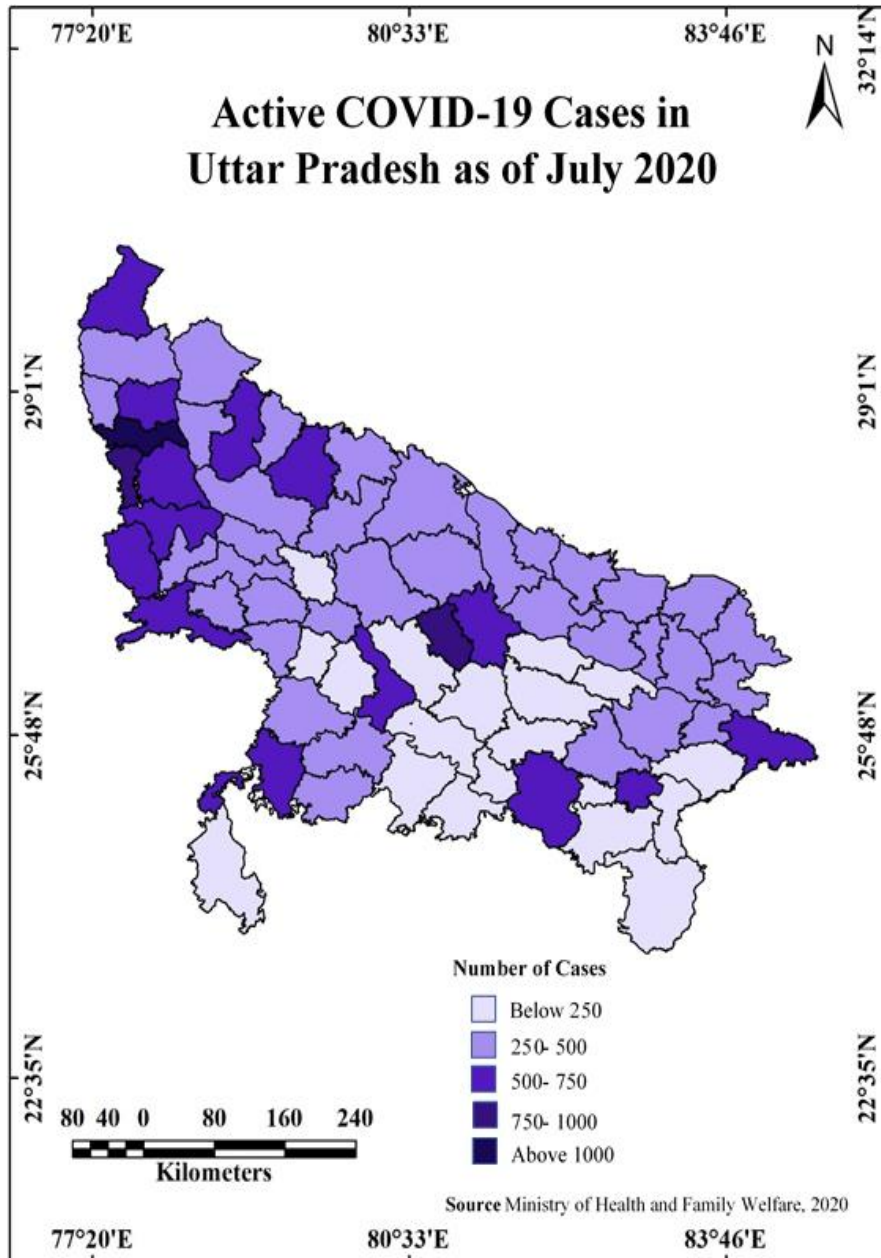 77°20'E 80°33'E 83°46'E
32°14'N
N
Active COVID-19 Cases in
Uttar Pradesh as of July 2020
29°1'N 29°1'N
25°48'N 25°48'N
Number of Cases
Below 250
250- 500
500- 750
750- 1000
Above 1000
22°35'N 22°35'N
80 40 0 80 160 240
Kilometers
Source Ministry of Health and Family Welfare, 2020
77°20'E 80°33'E 83°46'E